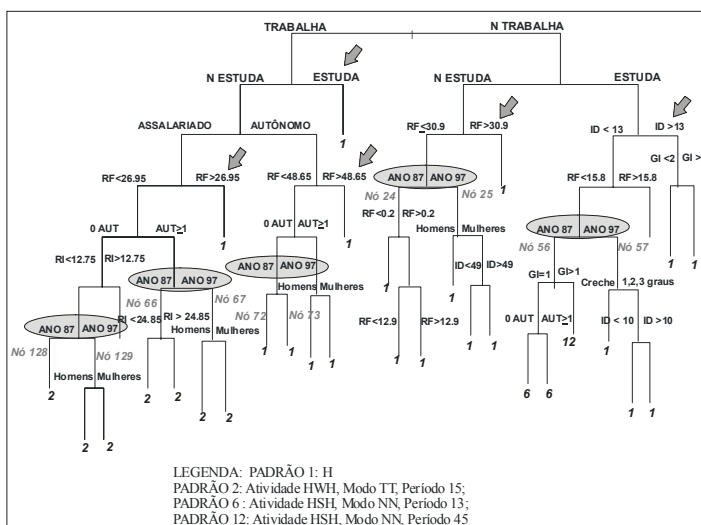 TRABALHA N TRABALHA
N ESTUDA ESTUDA N ESTUDA ESTUDA
ASSALARIADO AUTÔNOMO RF<30.9 RF>30.9 ID < 13 ID >13
1
GI <2 GI >
RF<26.95 RF>26.95 RF<48.65 RF>48.65 ANO 87 ANO 97 RF<15.8 RF>15.8
Nó 24 Nó 25 1
0 AUT AUT≥1 1 0 AUT AUT≥1 1 RF<0.2 RF>0.2 Homens Mulheres ANO 87 ANO 97
Nó 56 Nó 57
RI<12.75 RI>12.75 ANO 87 ANO 97 ANO 87 ANO 97 ID<49 ID>49 1 1 1
Nó 66 Nó 67 Homens Mulheres GI=1 GI>1 Creche 1,2,3 graus
RI <24.85 RI > 24.85 Nó 72 Nó 73 1
ANO 87 ANO 97 Homens Mulheres RF<12.9 RF>12.9 0 AUT AUT≥1 ID < 10 ID >10
Nó 128 Nó 129 1 1 1 1 1 1 1 1 12
Homens Mulheres
2 2 2 2 2 6 6 1 1
2 2
LEGENDA: PADRÃO 1: H
PADRÃO 2: Atividade HWH, Modo TT, Período 15;
PADRÃO 6 : Atividade HSH, Modo NN, Período 13;
PADRÃO 12: Atividade HSH, Modo NN, Período 45